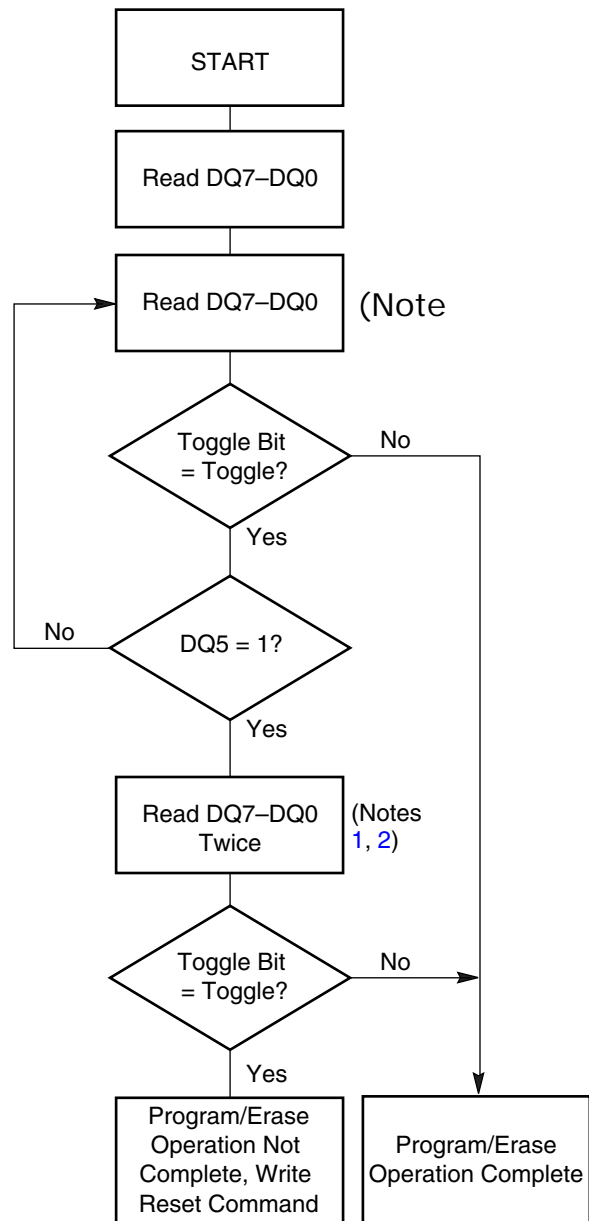 START
Read DQ7–DQ0
Read DQ7–DQ0
(Note
Toggle Bit
= Toggle?
No
Yes
No
DQ5 = 1?
Yes
Read DQ7–DQ0
Twice
(Notes
1, 2)
Toggle Bit
= Toggle?
No
Yes
Program/Erase
Operation Not
Complete, Write
Reset Command
Program/Erase
Operation Complete